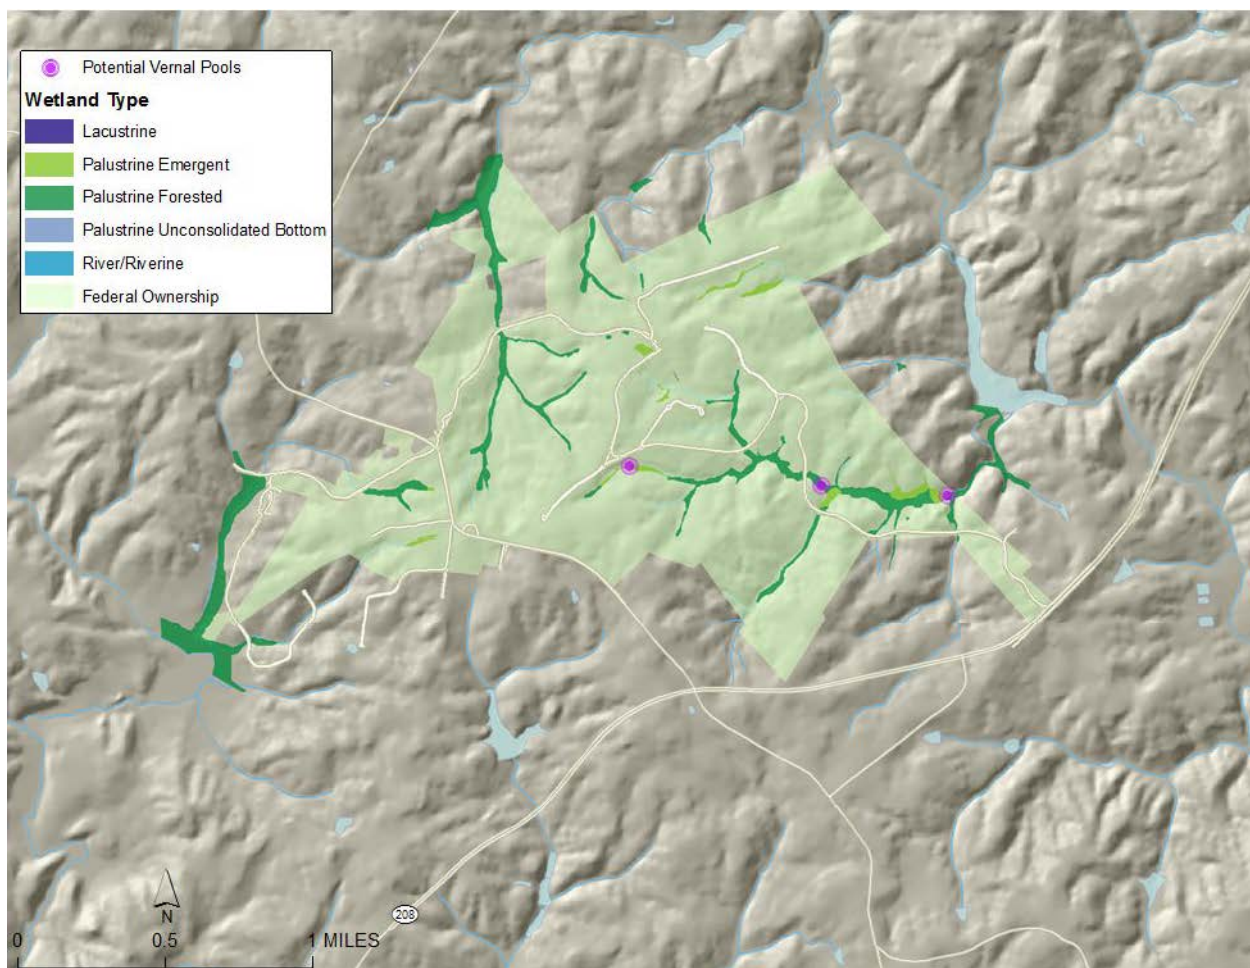 Potential Vernal Pools
Wetland Type
Lacustrine
Palustrine Emergent
Palustrine Forested
Palustrine Unconsolidated Bottom
River/Riverine
Federal Ownership
208
N
0 0.5 1 MILES